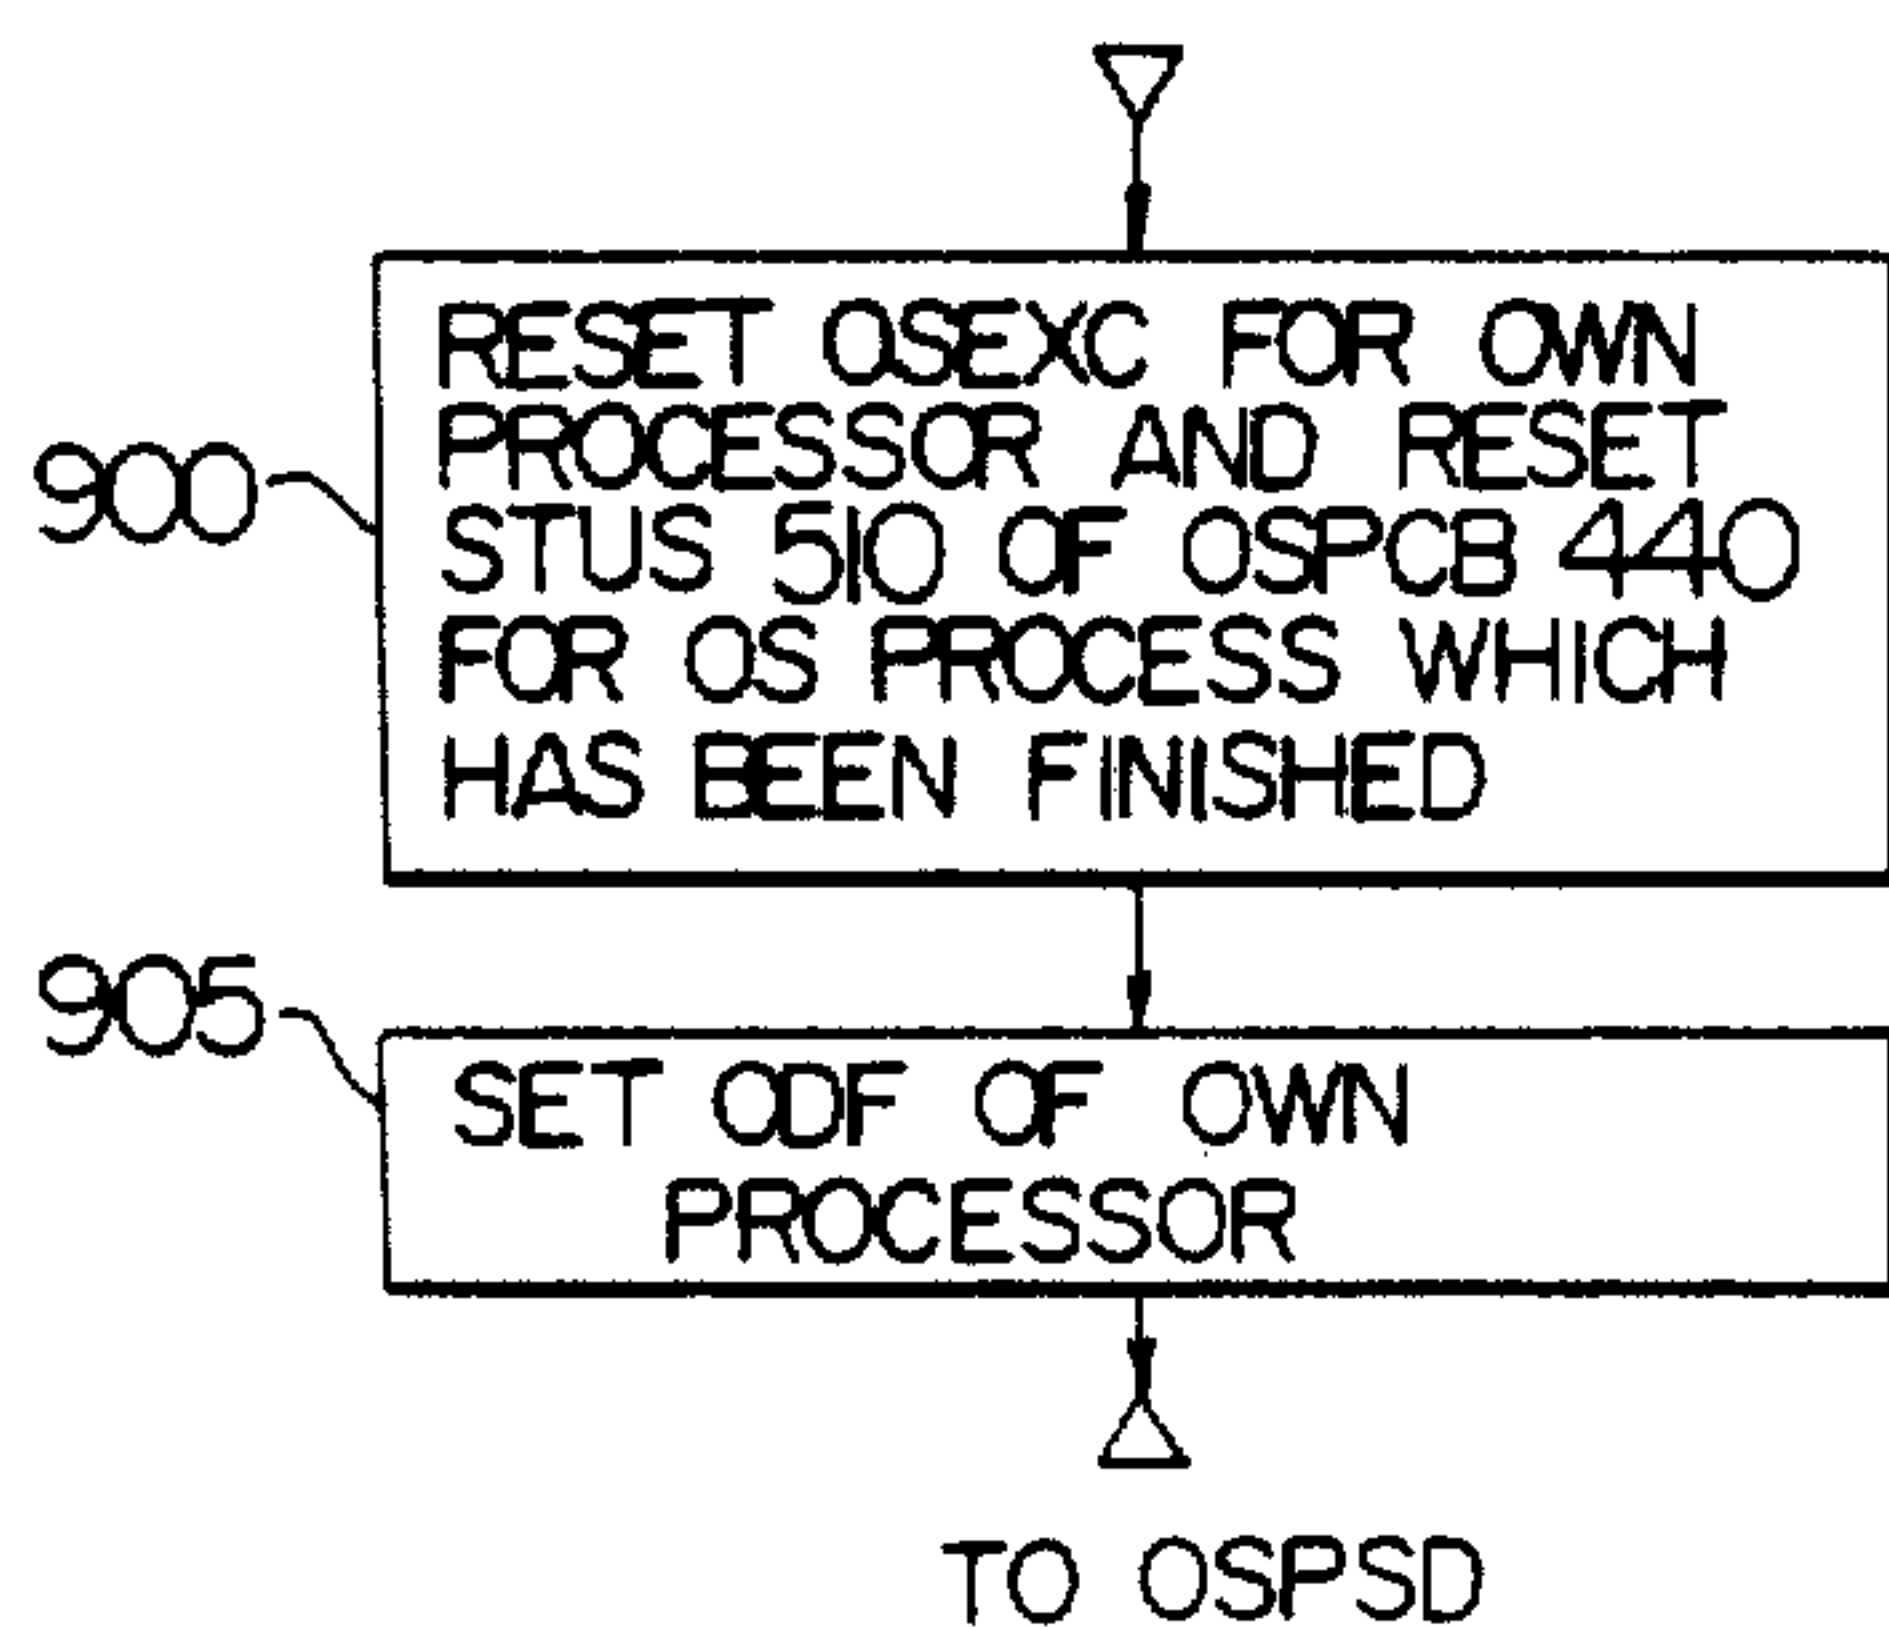 RESET OSEXC FOR OWN
PROCESSOR AND RESET
900
STUS 510 OF OSPCB 440
FOR OS PROCESS WHICH
HAS BEEN FINISHED
905
SET ODF OF OWN
PROCESSOR
TO OSPSD